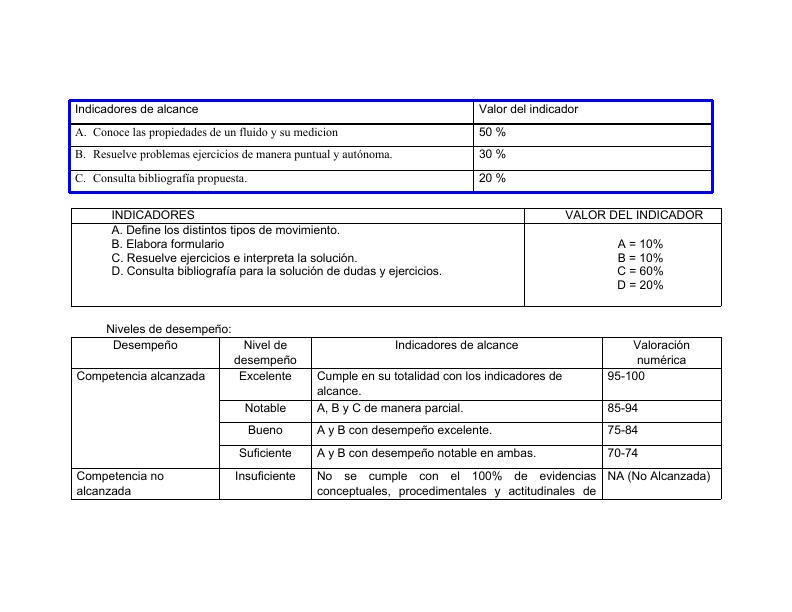 Indicadores de alcance Valor del indicador
A. Conoce las propiedades de un fluido y su medicion 50 %
B. Resuelve problemas ejercicios de manera puntual y autónoma. 30 %
C. Consulta bibliografía propuesta. 20 %
INDICADORES VALOR DEL INDICADOR
A. Define los distintos tipos de movimiento.
B. Elabora formulario A = 10%
C. Resuelve ejercicios e interpreta la solución. B = 10%
D. Consulta bibliografía para la solución de dudas y ejercicios. C = 60%
D = 20%
Niveles de desempeño:
Desempeño Nivel de Indicadores de alcance Valoración
desempeño numérica
Competencia alcanzada Excelente Cumple en su totalidad con los indicadores de 95-100
alcance.
Notable A, B y C de manera parcial. 85-94
Bueno A y B con desempeño excelente. 75-84
Suficiente A y B con desempeño notable en ambas. 70-74
Competencia no Insuficiente No se cumple con el 100% de evidencias NA (No Alcanzada)
alcanzada conceptuales, procedimentales y actitudinales de